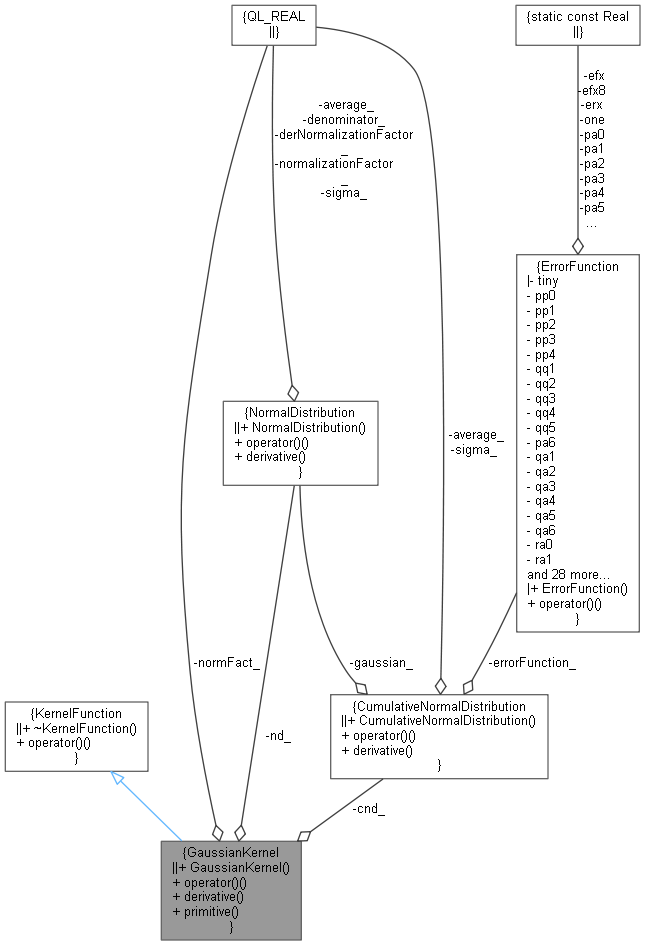 {QL_REAL
||}
{static const Real
||}
-average_
-denominator_
-derNormalizationFactor
_
-normalizationFactor
_
-sigma_
-efx
-efx8
-erx
-one
-pa0
-pa1
-pa2
-pa3
-pa4
-pa5
...
{ErrorFunction
|- tiny
- pp0
- pp1
- pp2
- pp3
- pp4
- qq1
- qq2
- qq3
- qq4
- qq5
- pa6
- qa1
- qa2
- qa3
- qa4
- qa5
- qa6
- ra0
- ra1
and 28 more...
|+ ErrorFunction()
+ operator()()
}
{NormalDistribution
||+ NormalDistribution()
+ operator()()
+ derivative()
}
-average_
-sigma_
-normFact_
-gaussian_
-errorFunction_
{KernelFunction
||+ ~KernelFunction()
+ operator()()
}
-nd_
{CumulativeNormalDistribution
||+ CumulativeNormalDistribution()
+ operator()()
+ derivative()
}
-cnd_
{GaussianKernel
||+ GaussianKernel()
+ operator()()
+ derivative()
+ primitive()
}